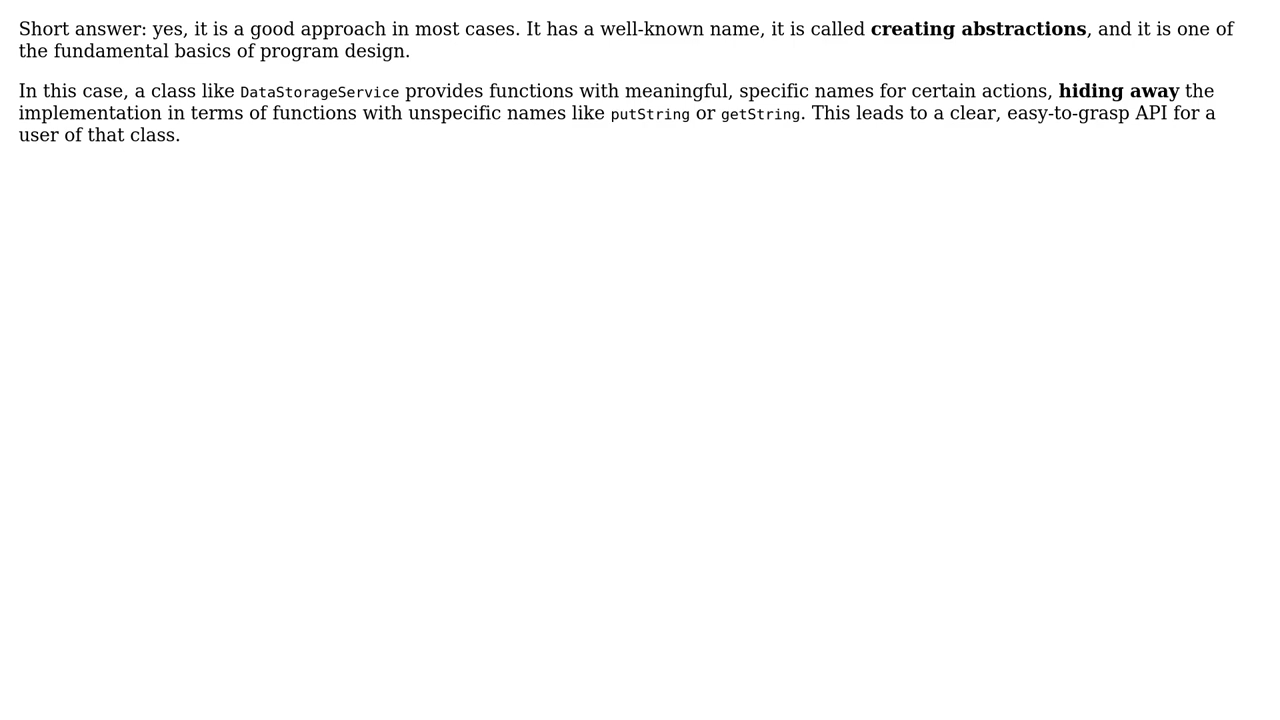 Short answer: yes, it is a good approach in most cases. It has a well-known name, it is called creating abstractions, and it is one of
the fundamental basics of program design.
In this case, a class like DataStorageService provides functions with meaningful, specific names for certain actions, hiding away the
implementation in terms of functions with unspecific names like putString or getString. This leads to a clear, easy-to-grasp API for a
user of that class.